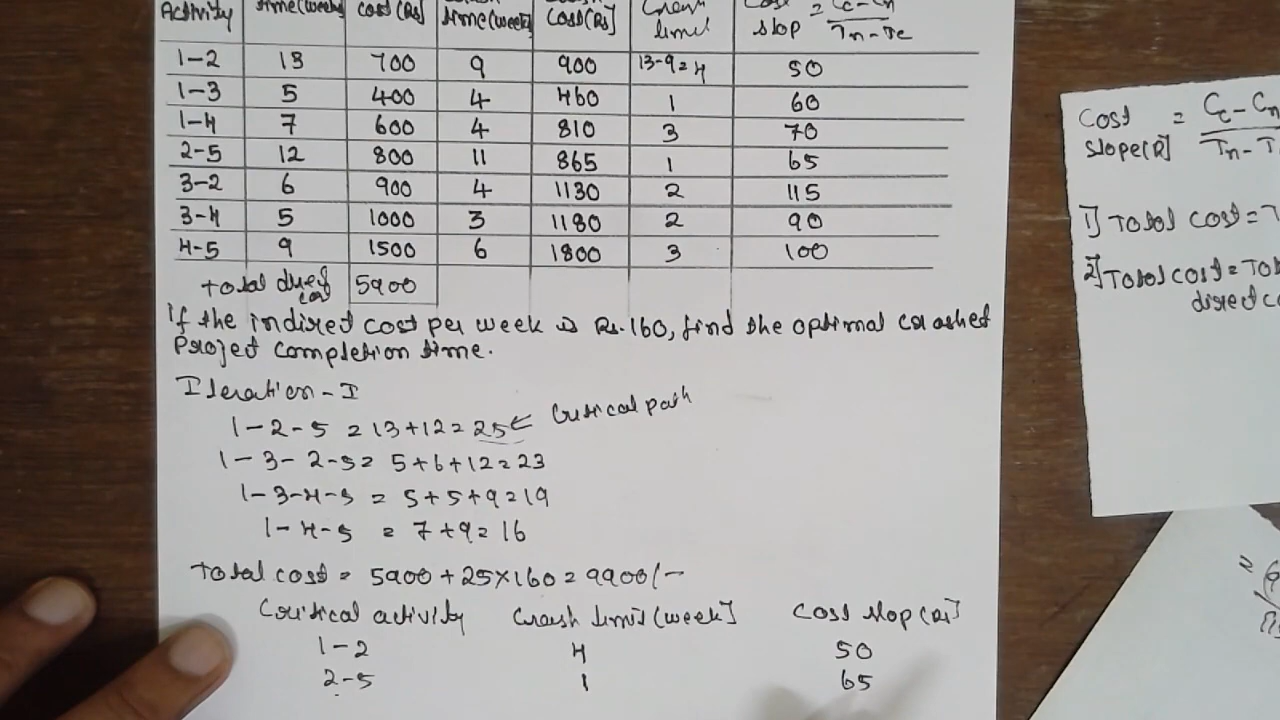 Activity time(weeks) cost(Rs) time(week) Cost(Rs) Crash limit Cost slop = Cc-Cn / Tn-Tc
1-2 13 700 9 900 13-9=4 50
1-3 5 400 4 460 1 60
1-4 7 600 4 810 3 70
2-5 12 800 11 865 1 65
3-2 6 900 4 1130 2 115
3-4 5 1000 3 1180 2 90
4-5 9 1500 6 1800 3 100
total direct cost 5900
If the indirect cost per week is Rs.160, find the optimal crashed
Project completion time.
Iteration-I
1-2-5 = 13+12=25 ← Critical path
1-3-2-5= 5+6+12=23
1-3-4-5 = 5+5+9=19
1-4-5 = 7+9=16
Total cost = 5900+25×160=9900/-
Critical activity Crash limit(week) Cost slop(Rs)
1-2 4 50
2-5 1 65
Cost slope(R) = Cc-Cn / Tn-T
1) Total cost =
2) Total cost =
direct